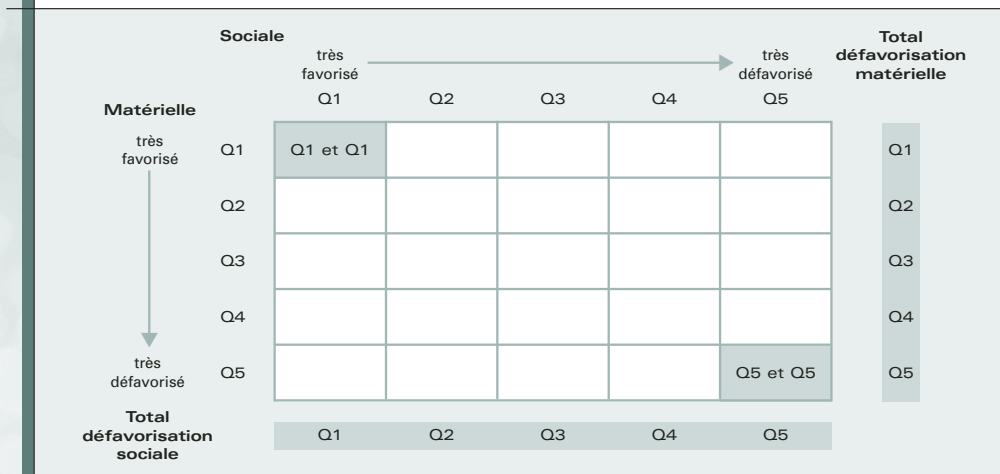 Sociale
très
favorisé
très
défavorisé
Total
défavorisation
matérielle
Matérielle
Q1 Q2 Q3 Q4 Q5
très
favorisé
Q1 Q1 et Q1 Q1
Q2 Q2
Q3 Q3
Q4 Q4
très
défavorisé
Q5 Q5 et Q5 Q5
Total
défavorisation
sociale
Q1 Q2 Q3 Q4 Q5